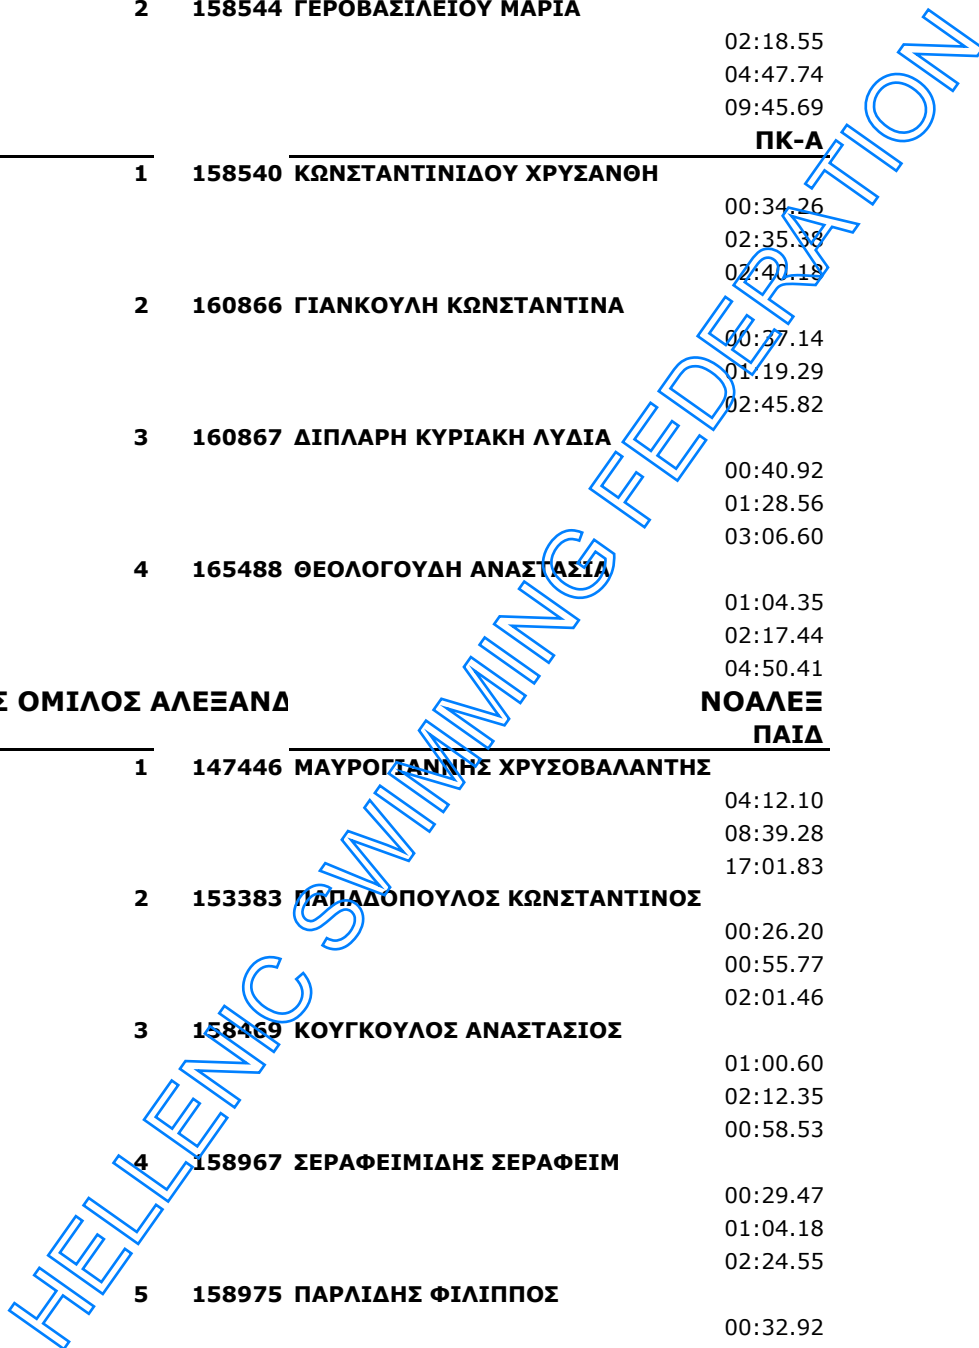 2 158544 ΓΕΡΟΒΑΣΙΛΕΙΟΥ ΜΑΡΙΑ
02:18.55
04:47.74
09:45.69
ΠΚ-Α
1 158540 ΚΩΝΣΤΑΝΤΙΝΙΔΟΥ ΧΡΥΣΑΝΘΗ
00:34.26
02:35.38
02:40.18
2 160866 ΓΙΑΝΚΟΥΛΗ ΚΩΝΣΤΑΝΤΙΝΑ
00:37.14
01:19.29
02:45.82
3 160867 ΔΙΠΛΑΡΗ ΚΥΡΙΑΚΗ ΛΥΔΙΑ
00:40.92
01:28.56
03:06.60
4 165488 ΘΕΟΛΟΓΟΥΔΗ ΑΝΑΣΤΑΣΙΑ
01:04.35
02:17.44
04:50.41
Σ ΟΜΙΛΟΣ ΑΛΕΞΑΝΔ ΝΟΑΛΕΞ
ΠΑΙΔ
1 147446 ΜΑΥΡΟΓΙΑΝΝΗΣ ΧΡΥΣΟΒΑΛΑΝΤΗΣ
04:12.10
08:39.28
17:01.83
2 153383 ΠΑΠΑΔΟΠΟΥΛΟΣ ΚΩΝΣΤΑΝΤΙΝΟΣ
00:26.20
00:55.77
02:01.46
3 158469 ΚΟΥΓΚΟΥΛΟΣ ΑΝΑΣΤΑΣΙΟΣ
01:00.60
02:12.35
00:58.53
4 158967 ΣΕΡΑΦΕΙΜΙΔΗΣ ΣΕΡΑΦΕΙΜ
00:29.47
01:04.18
02:24.55
5 158975 ΠΑΡΛΙΔΗΣ ΦΙΛΙΠΠΟΣ
00:32.92
HELLENIC SWIMMING FEDERATION